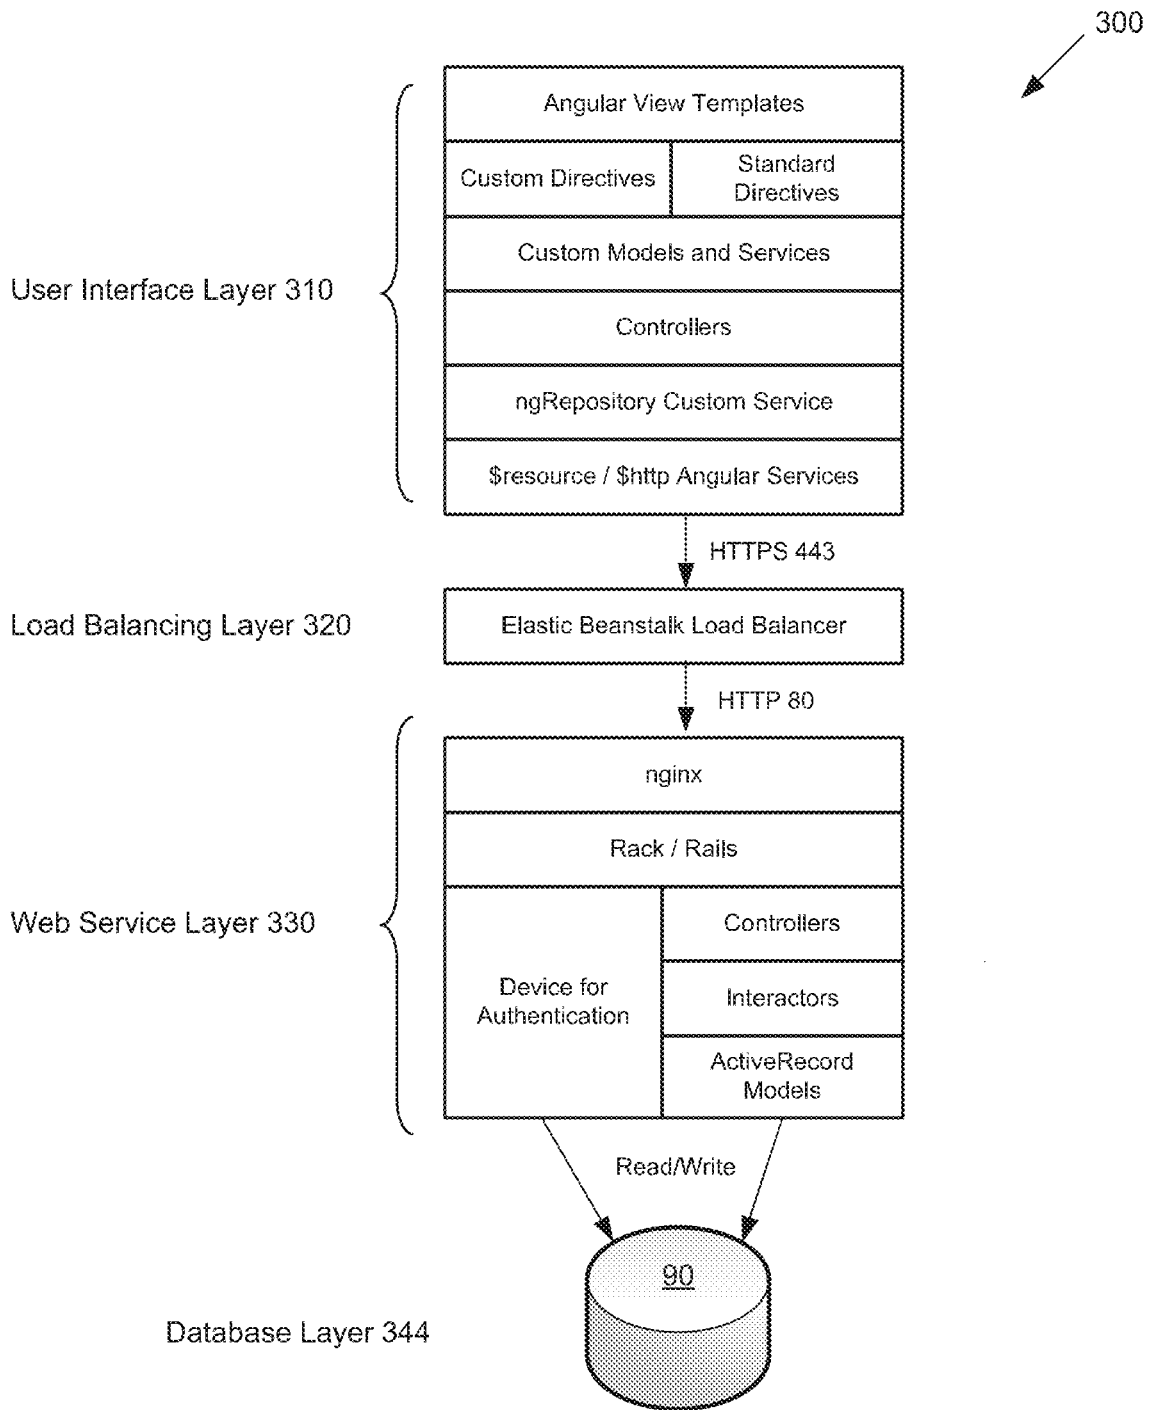 300
Angular View Templates
Custom Directives
Standard
Directives
Custom Models and Services
User Interface Layer 310
Controllers
ngRepository Custom Service
$resource / $http Angular Services
HTTPS 443
Load Balancing Layer 320
Elastic Beanstalk Load Balancer
HTTP 80
nginx
Rack / Rails
Web Service Layer 330
Controllers
Device for
Authentication
Interactors
ActiveRecord
Models
Read/Write
90
Database Layer 344